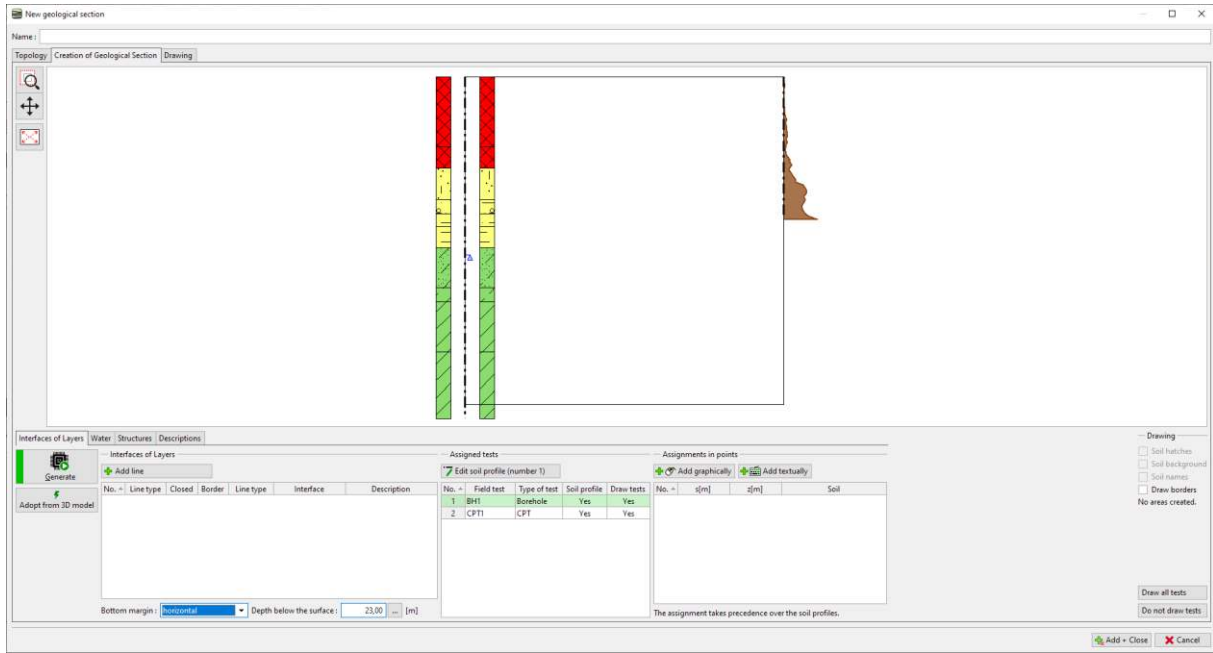 New geological section
Name :
Topology Creation of Geological Section Drawing
Interfaces of Layers Water Structures Descriptions
Generate
Adopt from 3D model
Interfaces of Layers
Add line
No. Line type Closed Border Line type Interface Description
Bottom margin : horizontal Depth below the surface : 23,00 ... [m]
Assigned tests
Edit soil profile (number 1)
No. Field test Type of test Soil profile Draw tests
1 BH1 Borehole Yes Yes
2 CPT1 CPT Yes Yes
Assignments in points
Add graphically Add textually
No. s[m] z[m] Soil
The assignment takes precedence over the soil profiles.
Drawing
Soil hatches
Soil background
Soil names
Draw borders
No areas created.
Draw all tests
Do not draw tests
Add + Close Cancel